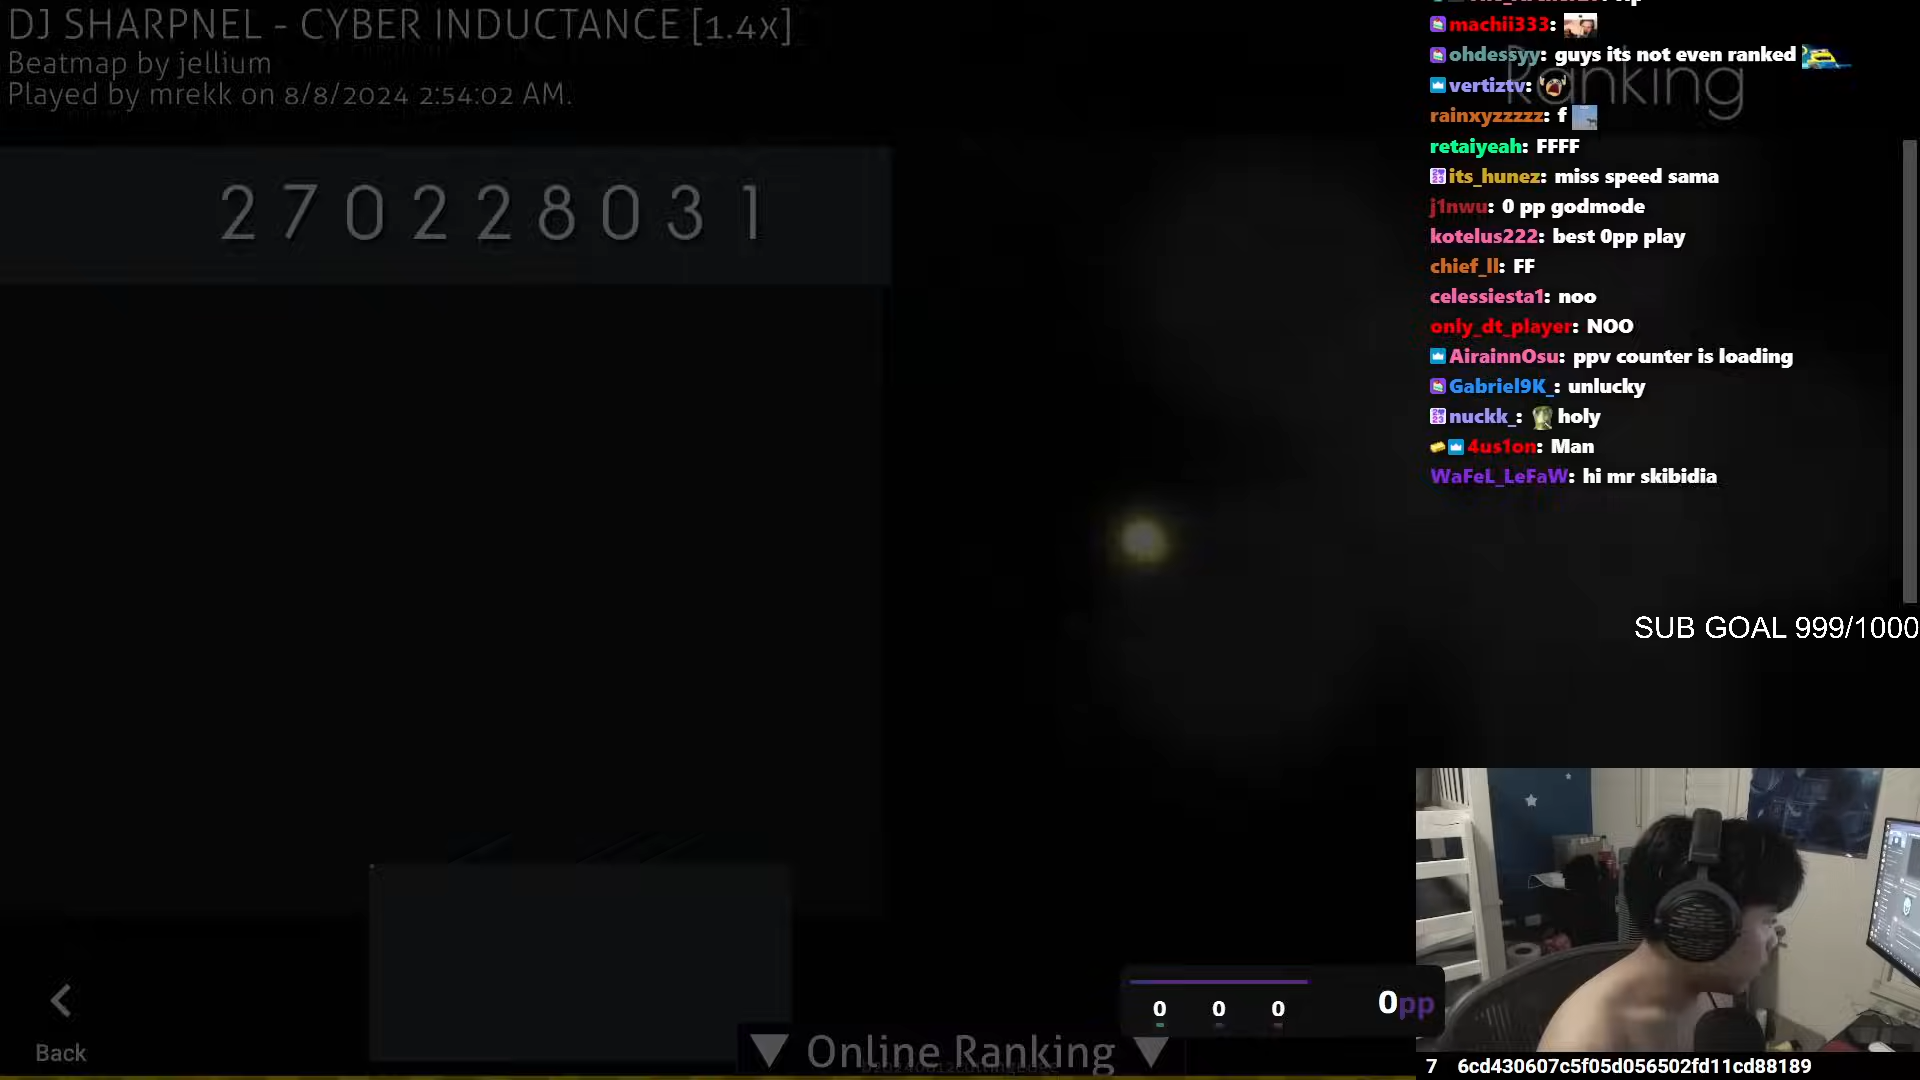 DJ SHARPNEL - CYBER INDUCTANCE [1.4x]
Beatmap by jellium
Played by mrekk on 8/8/2024 2:54:02 AM.
270228031
Ranking
machii333:
ohdessyy: guys its not even ranked
vertiztv:
rainxyzzzzz: f
retaiyeah: FFFF
its_hunez: miss speed sama
j1nwu: 0 pp godmode
kotelus222: best 0pp play
chief_ll: FF
celessiesta1: noo
only_dt_player: NOO
AirainnOsu: ppv counter is loading
Gabriel9K_: unlucky
nuckk_: holy
4us1on: Man
WaFeL_LeFaW: hi mr skibidia
SUB GOAL 999/1000
0 0 0 0pp
Back
Online Ranking
7 6cd430607c5f05d056502fd11cd88189